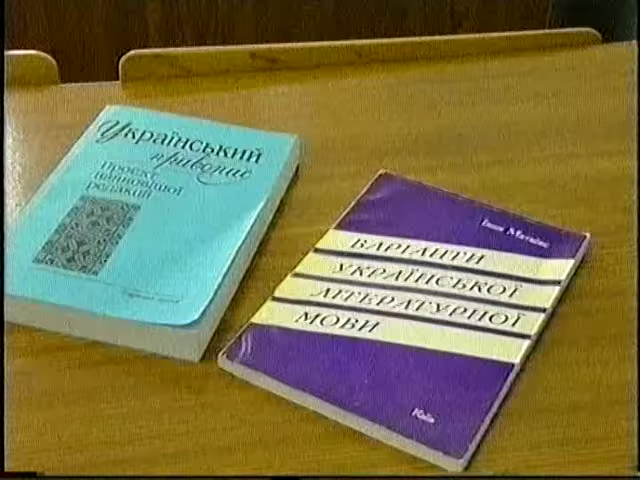 Український
правопис
Проект
найновішої
редакції
Іван Матвіяс
ВАРІАНТИ
УКРАЇНСЬКОЇ
ЛІТЕРАТУРНОЇ
МОВИ
Київ